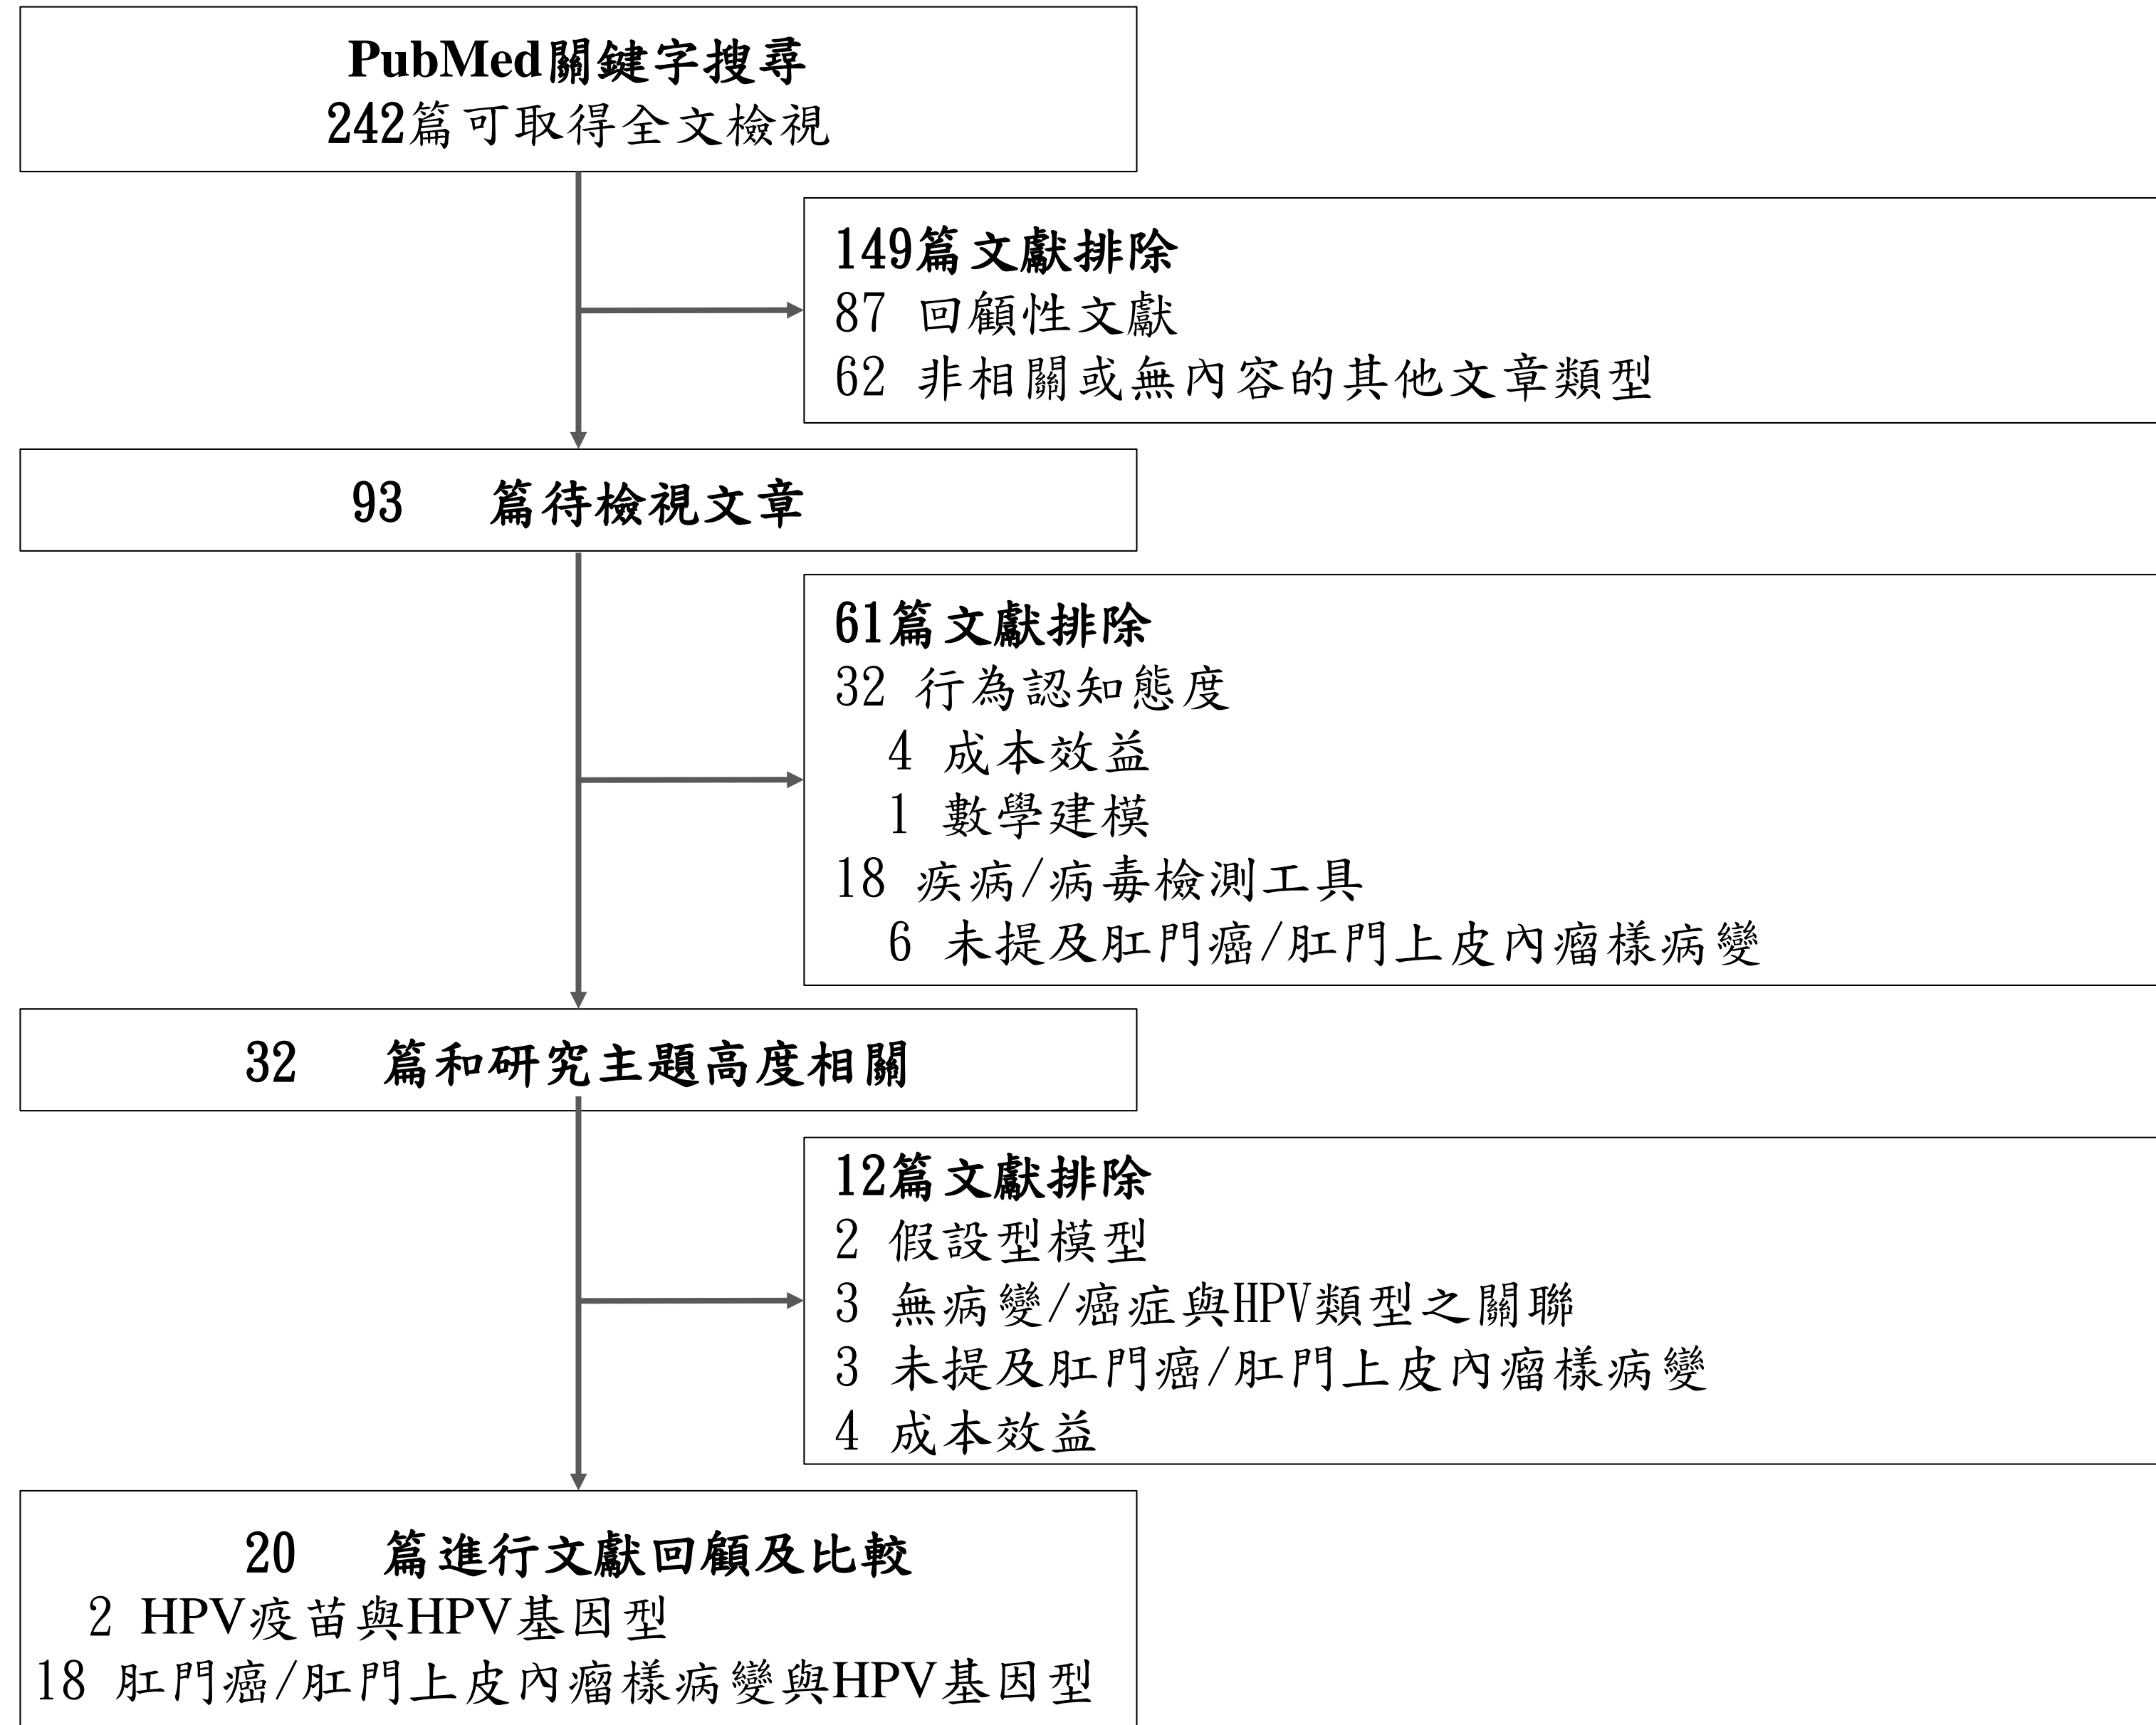 PubMed關鍵字搜尋
242篇可取得全文檢視
149篇文獻排除
87 回顧性文獻
62 非相關或無內容的其他文章類型
93 篇待檢視文章
61篇文獻排除
32 行為認知態度
4 成本效益
1 數學建模
18 疾病/病毒檢測工具
6 未提及肛門癌/肛門上皮內瘤樣病變
32 篇和研究主題高度相關
12篇文獻排除
2 假設型模型
3 無病變/癌症與HPV類型之關聯
3 未提及肛門癌/肛門上皮內瘤樣病變
4 成本效益
20 篇進行文獻回顧及比較
2 HPV疫苗與HPV基因型
18 肛門癌/肛門上皮內瘤樣病變與HPV基因型